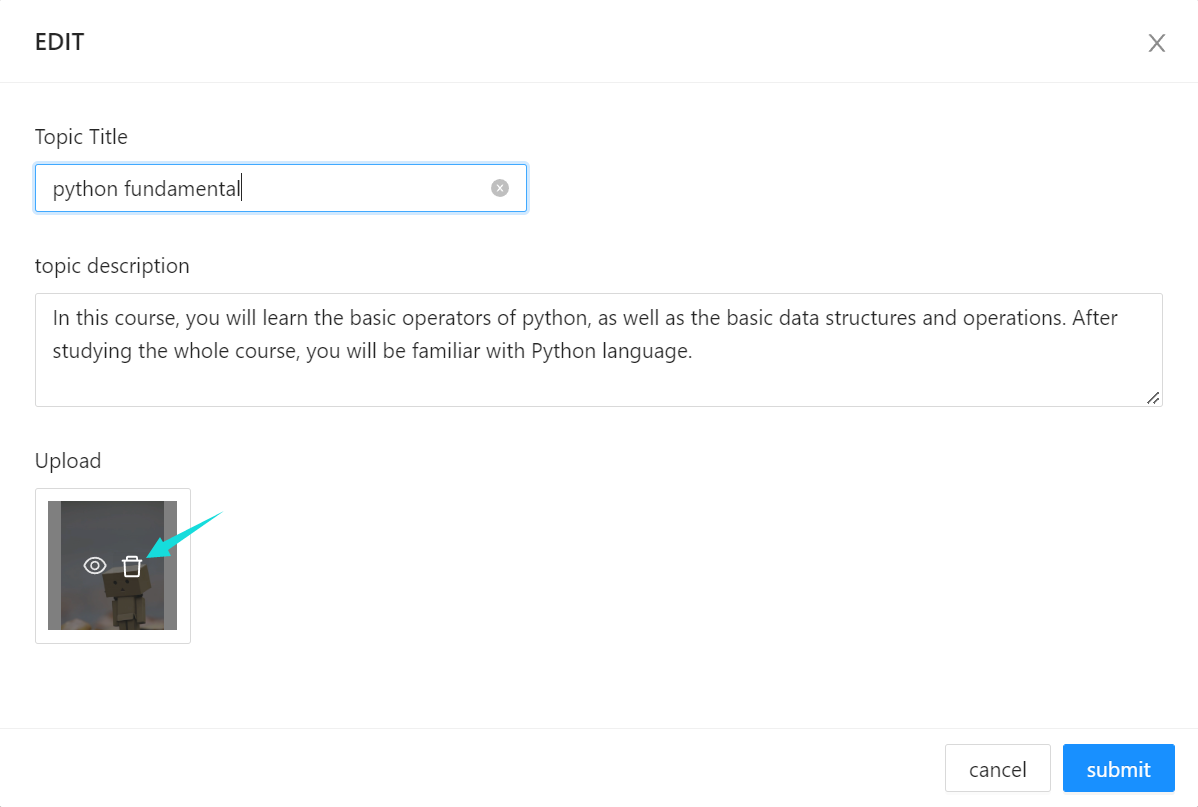 EDIT
Topic Title
python fundamental
topic description
In this course, you will learn the basic operators of python, as well as the basic data structures and operations. After
studying the whole course, you will be familiar with Python language.
Upload
cancel
submit